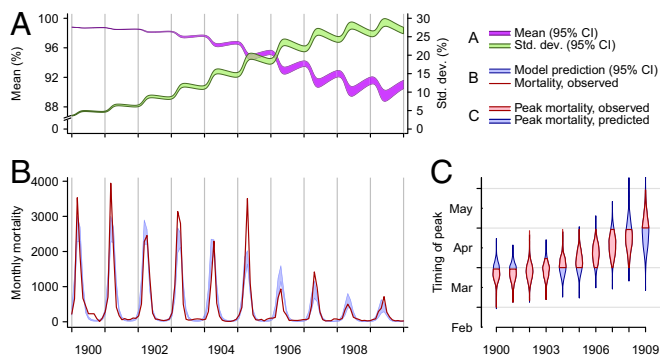 A
Mean (%)
100
96
92
88
0
30
25
20
15
10
5
0
Std. dev. (%)
A
Mean (95% CI)
Std. dev. (95% CI)
B
Model prediction (95% CI)
Mortality, observed
C
Peak mortality, observed
Peak mortality, predicted
B
Monthly mortality
4000
3000
2000
1000
0
1900 1902 1904 1906 1908
C
Timing of peak
May
Apr
Mar
Feb
1900 1903 1906 1909